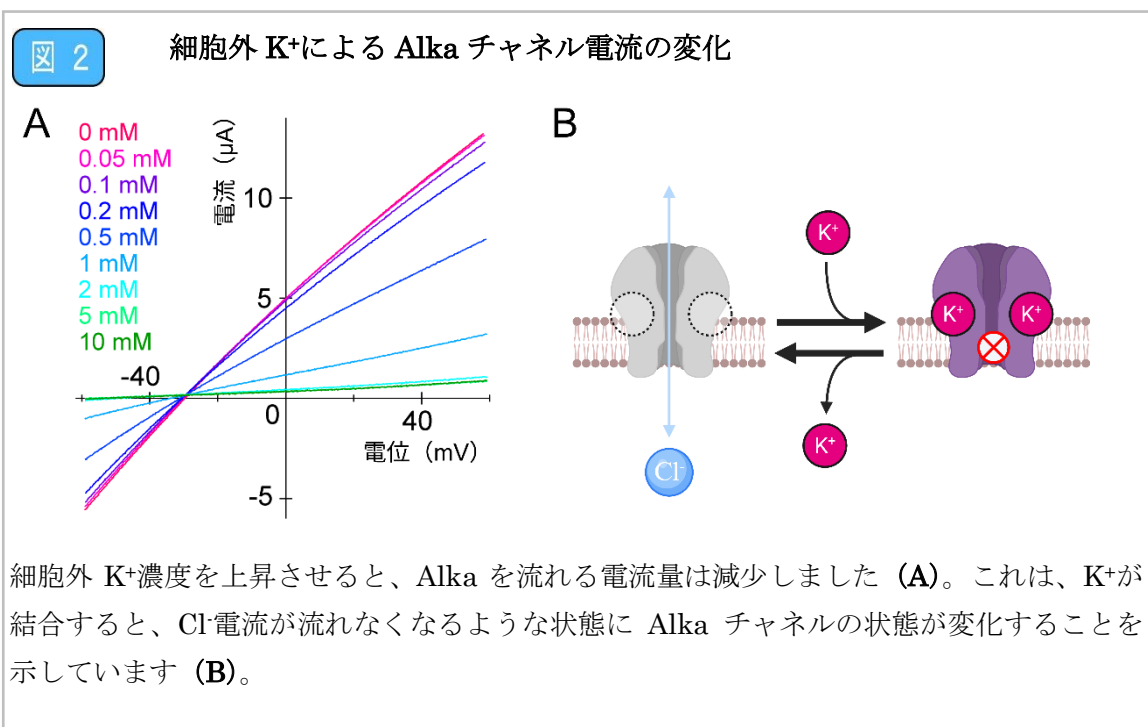 図 2
細胞外 K⁺による Alka チャネル電流の変化
A
0 mM
0.05 mM
0.1 mM
0.2 mM
0.5 mM
1 mM
2 mM
5 mM
10 mM
電流（μA）
10
5
-40
0
40
電位（mV）
-5
B
K⁺
K⁺
K⁺
K⁺
Cl⁻
細胞外 K⁺濃度を上昇させると、Alka を流れる電流量は減少しました (A)。これは、K⁺が
結合すると、Cl⁻電流が流れなくなるような状態に Alka チャネルの状態が変化することを
示しています (B)。